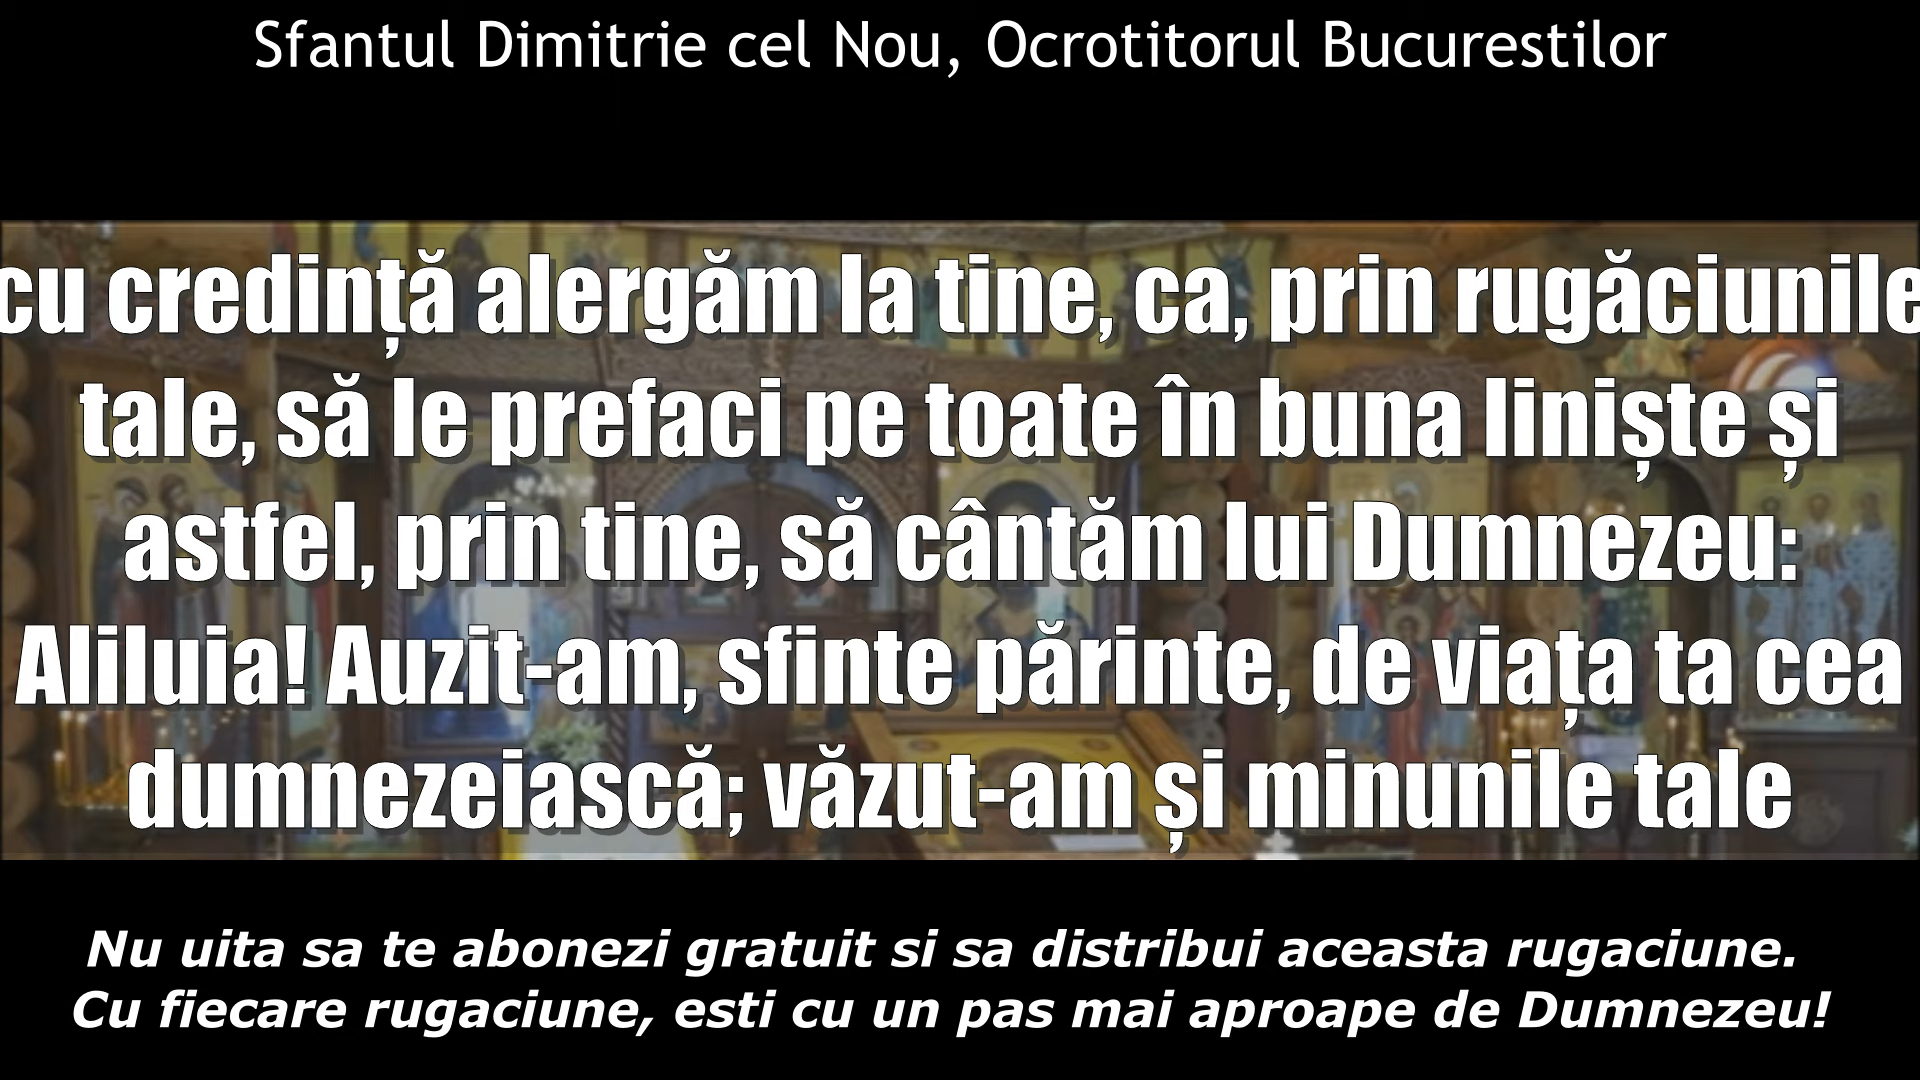 Sfantul Dimitrie cel Nou, Ocrotitorul Bucurestilor
cu credință alergăm la tine, ca, prin rugăciunile
tale, să le prefaci pe toate în buna liniște și
astfel, prin tine, să cântăm lui Dumnezeu:
Aliluia! Auzit-am, sfinte părinte, de viața ta cea
dumnezeiască; văzut-am și minunile tale
Nu uita sa te abonezi gratuit si sa distribui aceasta rugaciune.
Cu fiecare rugaciune, esti cu un pas mai aproape de Dumnezeu!